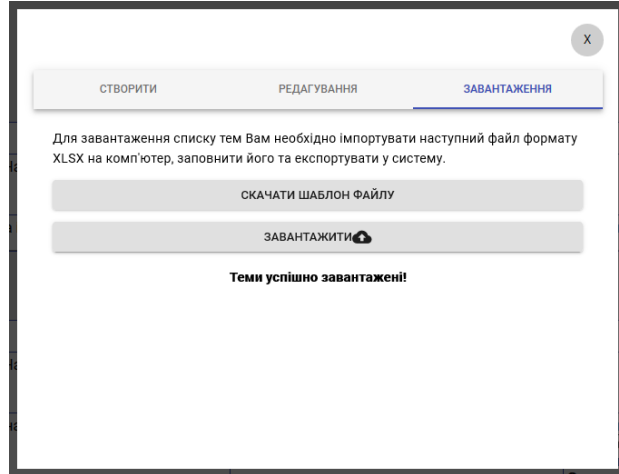 X
СТВОРИТИ РЕДАГУВАННЯ ЗАВАНТАЖЕННЯ
Для завантаження списку тем Вам необхідно імпортувати наступний файл формату
XLSX на комп'ютер, заповнити його та експортувати у систему.
СКАЧАТИ ШАБЛОН ФАЙЛУ
ЗАВАНТАЖИТИ
Теми успішно завантажені!